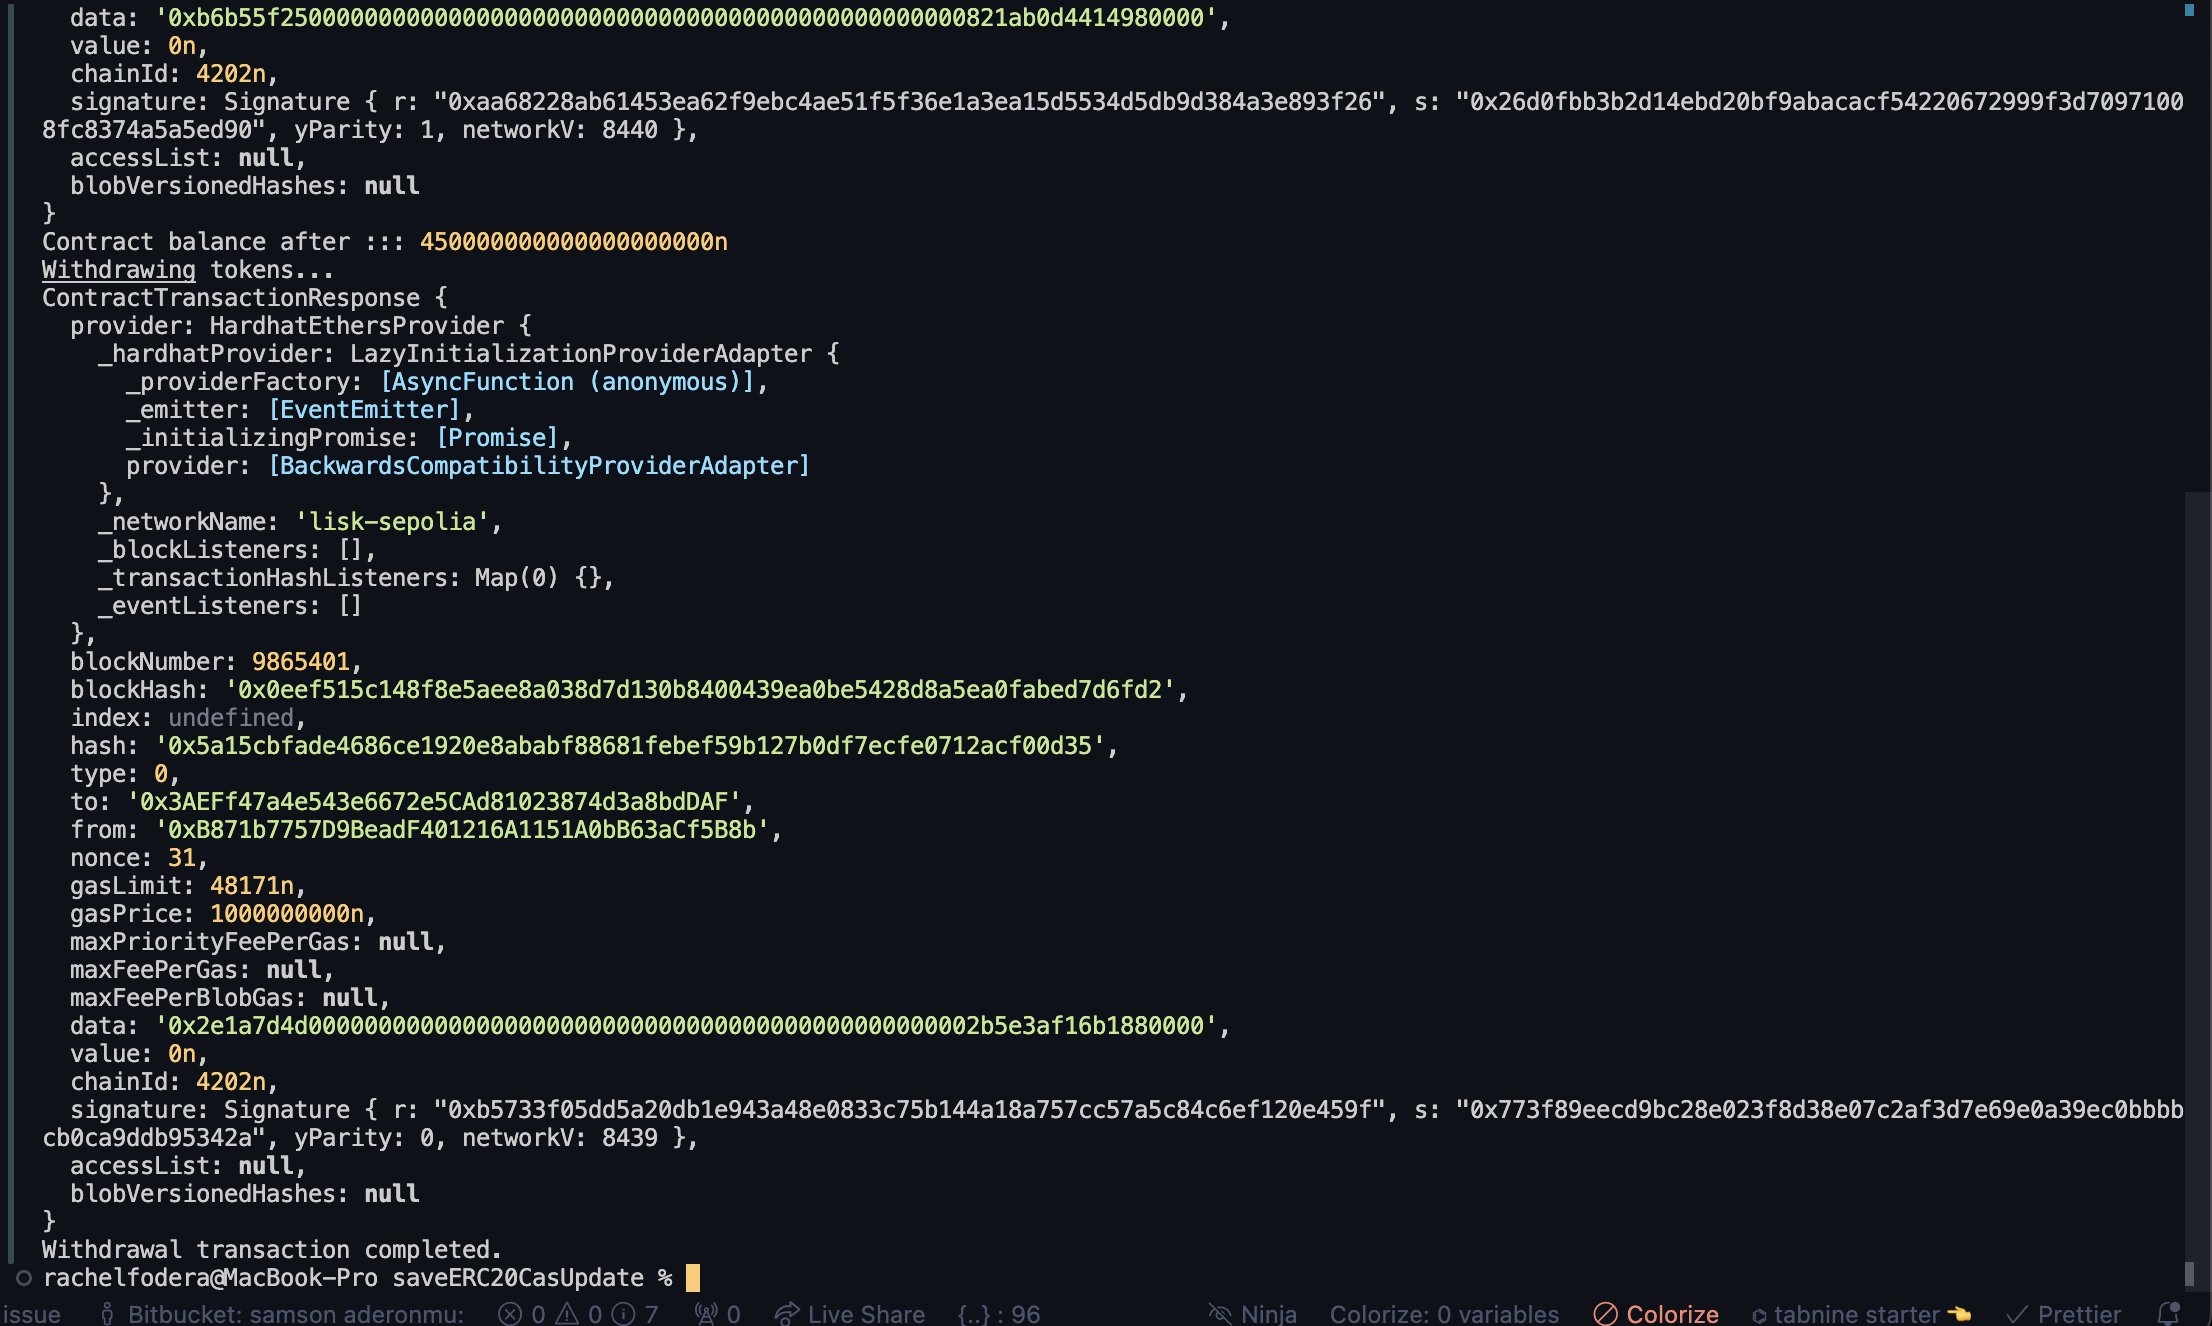 data: '0xb6b55f2500000000000000000000000000000000000000000000000821ab0d4414980000',
value: 0n,
chainId: 4202n,
signature: Signature { r: "0xaa68228ab61453ea62f9ebc4ae51f5f36e1a3ea15d5534d5db9d384a3e893f26", s: "0x26d0fbb3b2d14ebd20bf9abacacf54220672999f3d7097100
8fc8374a5a5ed90", yParity: 1, networkV: 8440 },
accessList: null,
blobVersionedHashes: null
}
Contract balance after ::: 450000000000000000000n
Withdrawing tokens...
ContractTransactionResponse {
provider: HardhatEthersProvider {
_hardhatProvider: LazyInitializationProviderAdapter {
_providerFactory: [AsyncFunction (anonymous)],
_emitter: [EventEmitter],
_initializingPromise: [Promise],
provider: [BackwardsCompatibilityProviderAdapter]
},
_networkName: 'lisk-sepolia',
_blockListeners: [],
_transactionHashListeners: Map(0) {},
_eventListeners: []
},
blockNumber: 9865401,
blockHash: '0x0eef515c148f8e5aee8a038d7d130b8400439ea0be5428d8a5ea0fabed7d6fd2',
index: undefined,
hash: '0x5a15cbfade4686ce1920e8ababf88681febef59b127b0df7ecfe0712acf00d35',
type: 0,
to: '0x3AEFf47a4e543e6672e5CAd81023874d3a8bdDAF',
from: '0xB871b7757D9BeadF401216A1151A0bB63aCf5B8b',
nonce: 31,
gasLimit: 48171n,
gasPrice: 1000000000n,
maxPriorityFeePerGas: null,
maxFeePerGas: null,
maxFeePerBlobGas: null,
data: '0x2e1a7d4d000000000000000000000000000000000000000000000002b5e3af16b1880000',
value: 0n,
chainId: 4202n,
signature: Signature { r: "0xb5733f05dd5a20db1e943a48e0833c75b144a18a757cc57a5c84c6ef120e459f", s: "0x773f89eecd9bc28e023f8d38e07c2af3d7e69e0a39ec0bbbb
cb0ca9ddb95342a", yParity: 0, networkV: 8439 },
accessList: null,
blobVersionedHashes: null
}
Withdrawal transaction completed.
rachelfodera@MacBook-Pro saveERC20CasUpdate %
issue Bitbucket: samson aderonmu: 0 0 7 0 Live Share {..} : 96 Ninja Colorize: 0 variables Colorize tabnine starter Prettier